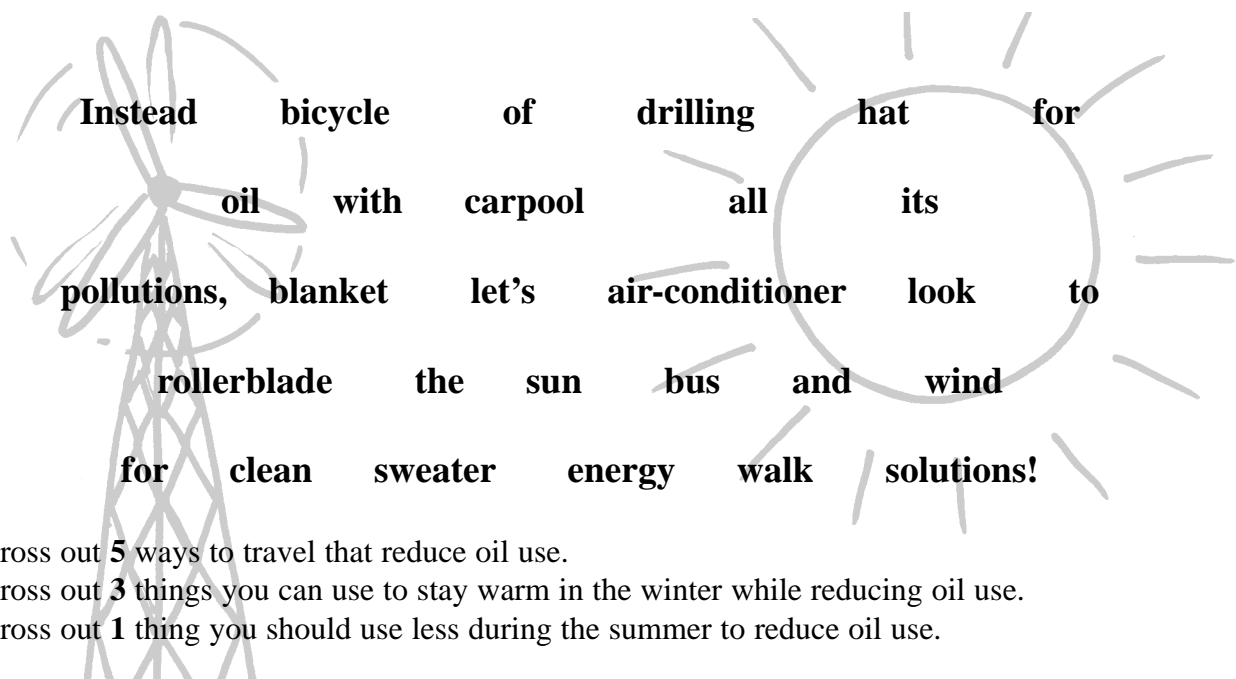 Instead bicycle of drilling hat for
oil with carpool all its
pollutions, blanket let's air-conditioner look to
rollerblade the sun bus and wind
for clean sweater energy walk solutions!
ross out 5 ways to travel that reduce oil use.
ross out 3 things you can use to stay warm in the winter while reducing oil use.
ross out 1 thing you should use less during the summer to reduce oil use.